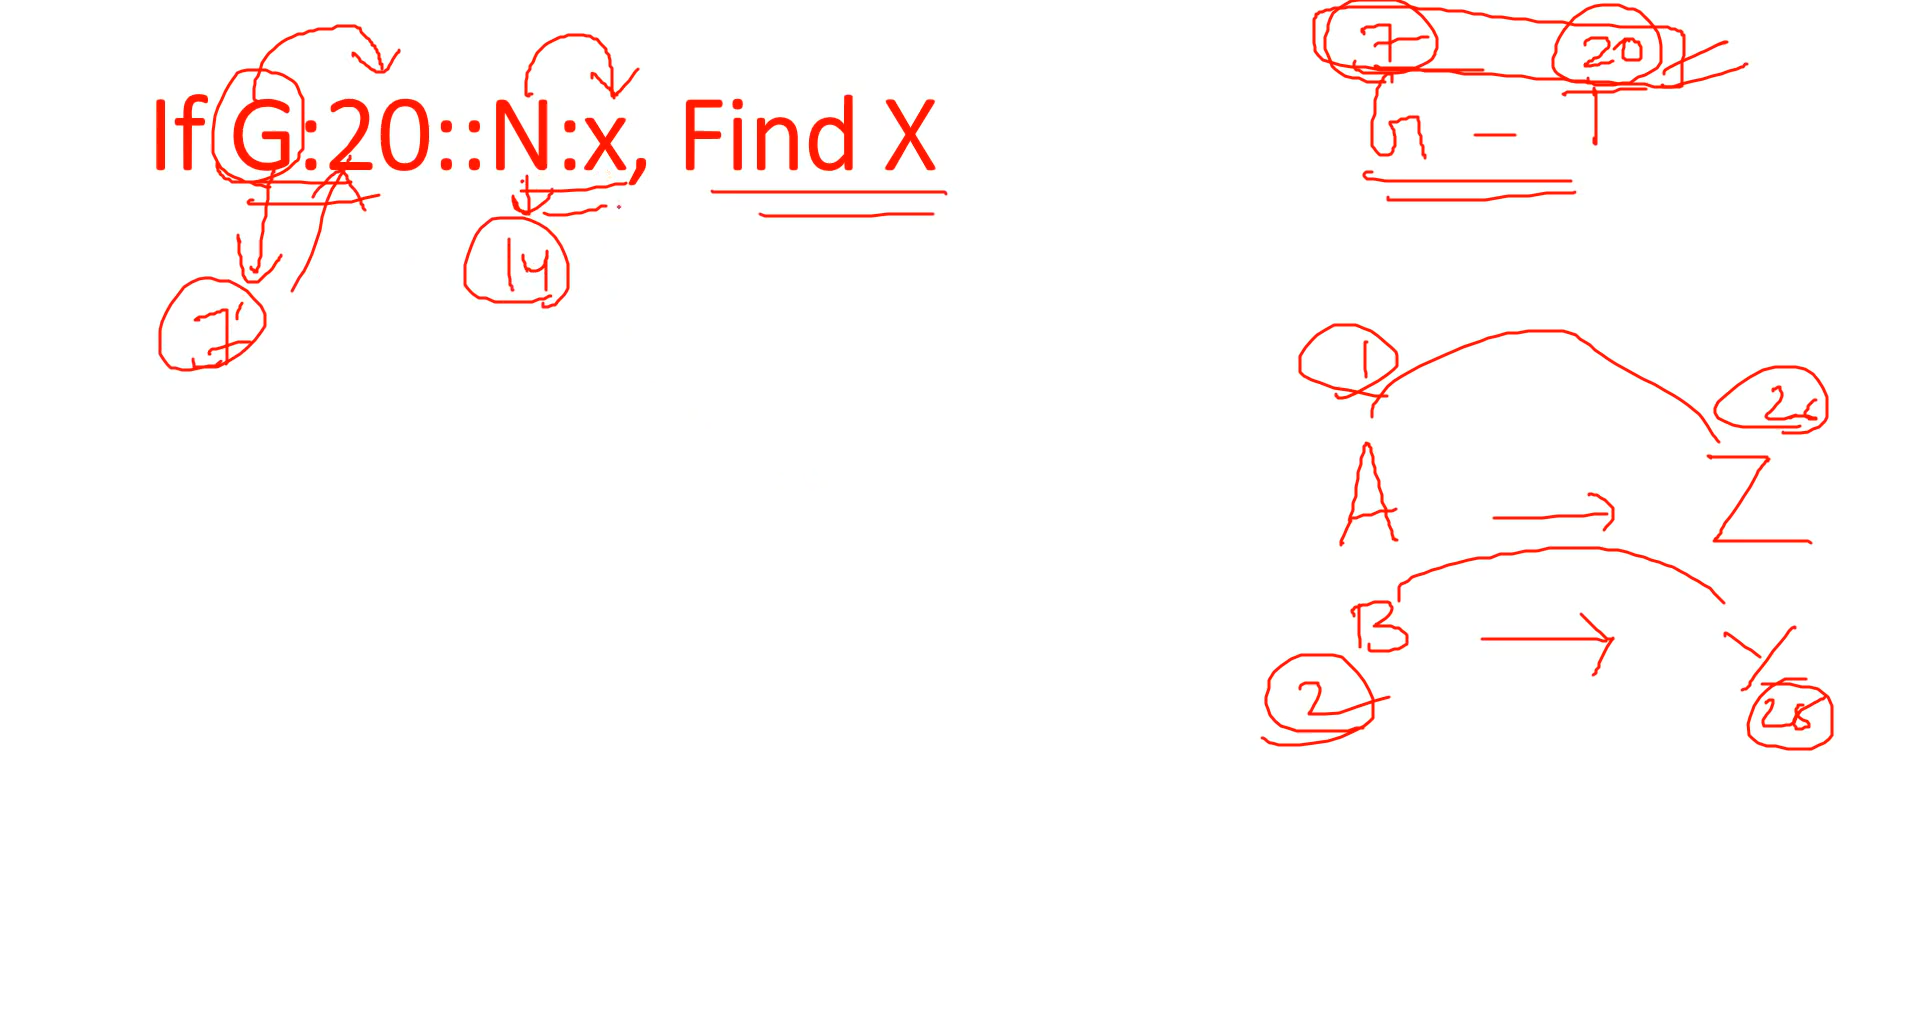 If G:20::N:x, Find X
7 20
G – T
7
14
1 26
A → Z
B → Y
2 25